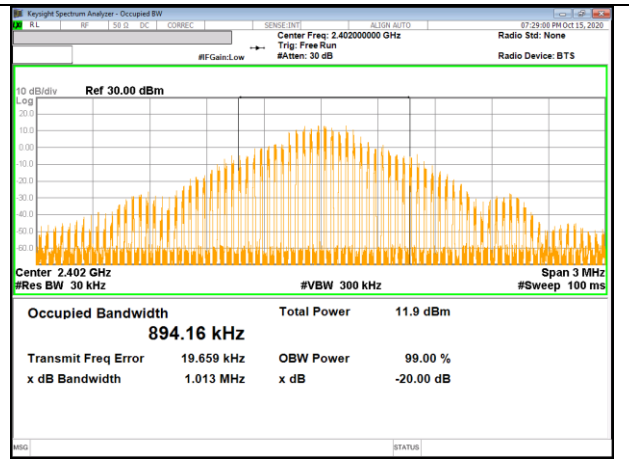 Keysight Spectrum Analyzer - Occupied BW
RL RF 50 Ω DC CORREC SENSE:INT ALIGN AUTO 07:29:00 PM Oct 15, 2020
Center Freq: 2.402000000 GHz Radio Std: None
Trig: Free Run
#IFGain:Low #Atten: 30 dB Radio Device: BTS
10 dB/div Ref 30.00 dBm
Log
20.0
10.0
0.00
-10.0
-20.0
-30.0
-40.0
-50.0
-60.0
Center 2.402 GHz Span 3 MHz
#Res BW 30 kHz #VBW 300 kHz #Sweep 100 ms
Occupied Bandwidth Total Power 11.9 dBm
894.16 kHz
Transmit Freq Error 19.659 kHz OBW Power 99.00 %
x dB Bandwidth 1.013 MHz x dB -20.00 dB
MSG STATUS